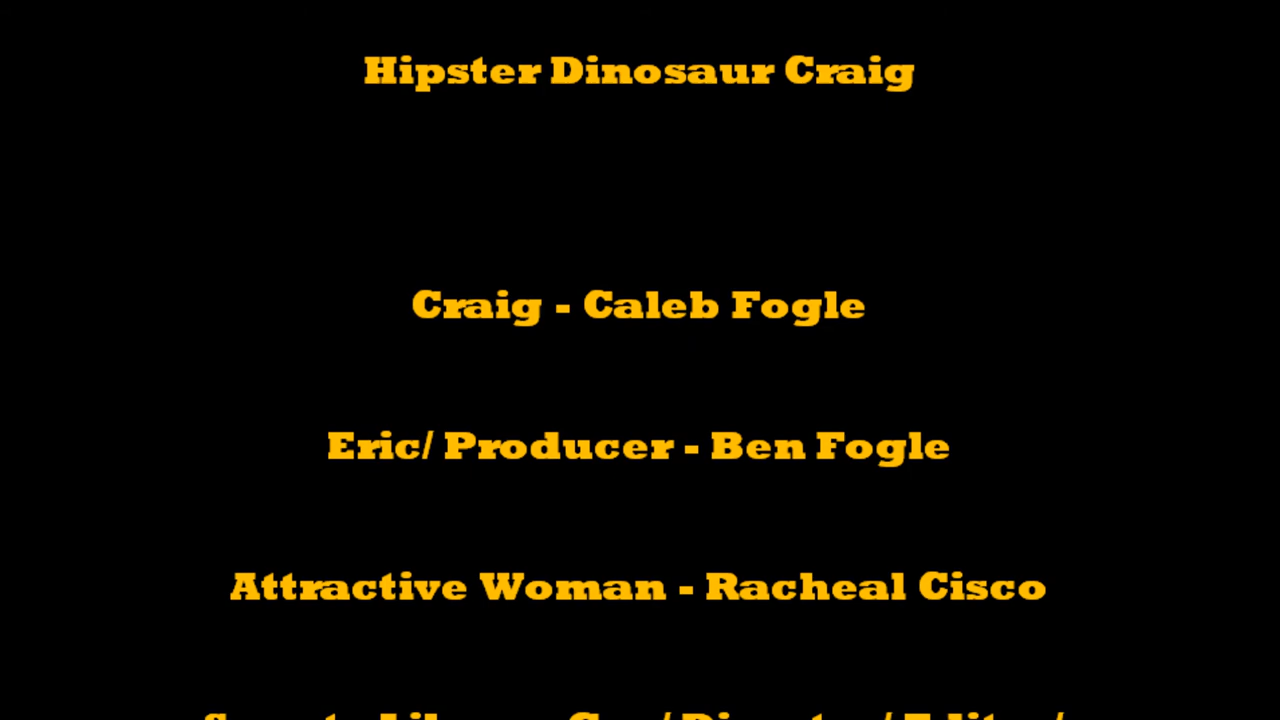 Hipster Dinosaur Craig
Craig - Caleb Fogle
Eric/ Producer - Ben Fogle
Attractive Woman - Racheal Cisco